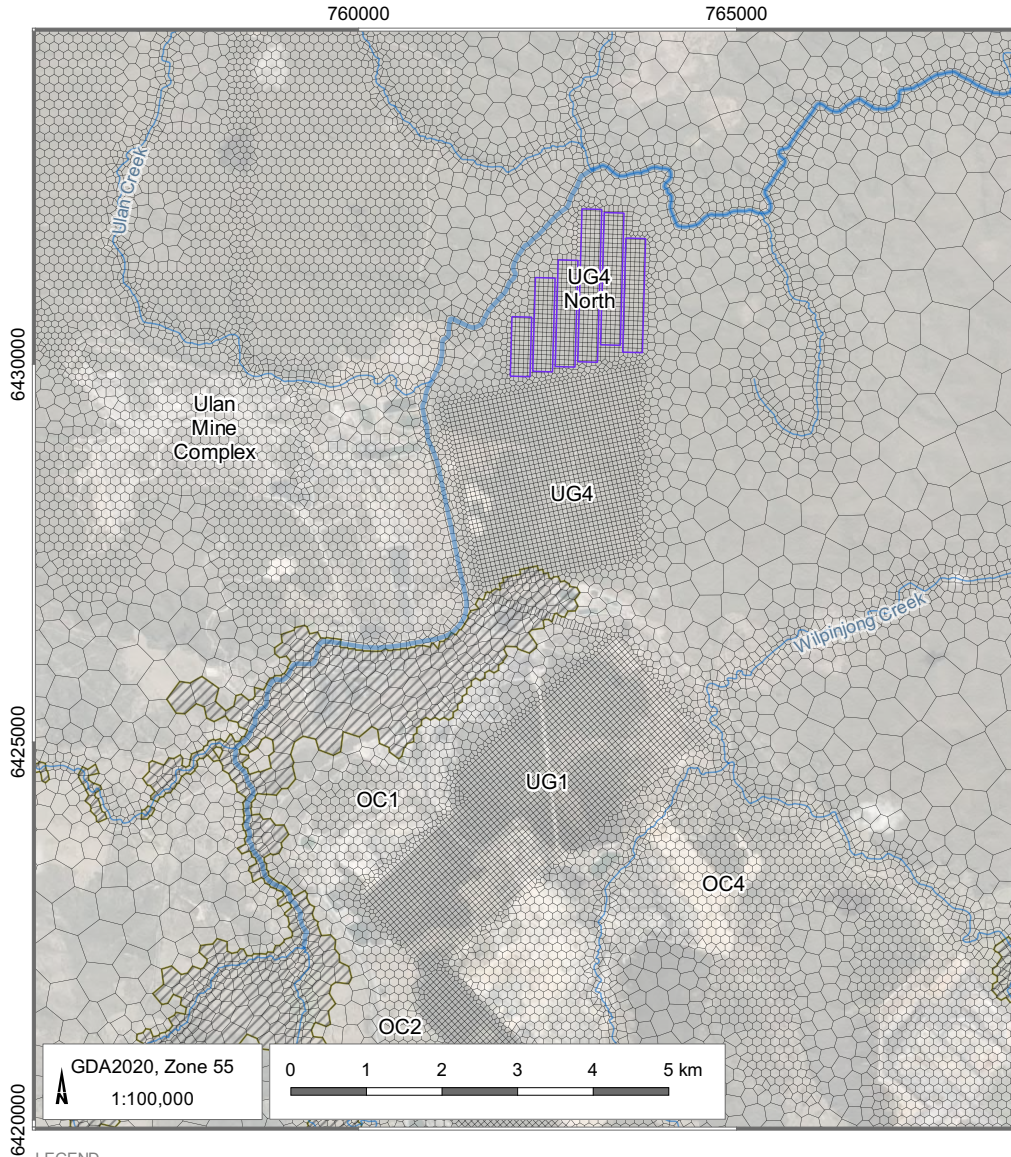 760000
765000
Ulan Creek
UG4
North
6430000
Ulan
Mine
Complex
UG4
Wilpinjong Creek
6425000
UG1
OC1
OC4
OC2
GDA2020, Zone 55
1:100,000
N
0 1 2 3 4 5 km
6420000
LEGEND